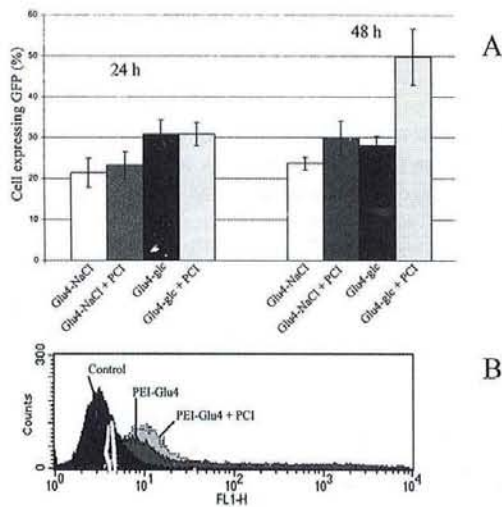 A
Cell expressing GFP (%)
60
50
40
30
20
10
0
24 h
48 h
Glu4-NaCl
Glu4-NaCl + PCI
Glu4-glc
Glu4-glc + PCI
Glu4-NaCl
Glu4-NaCl + PCI
Glu4-glc
Glu4-glc + PCI
B
Counts
300
0
Control
PEI-Glu4
PEI-Glu4 + PCI
10⁰ 10¹ 10² 10³ 10⁴
FL1-H